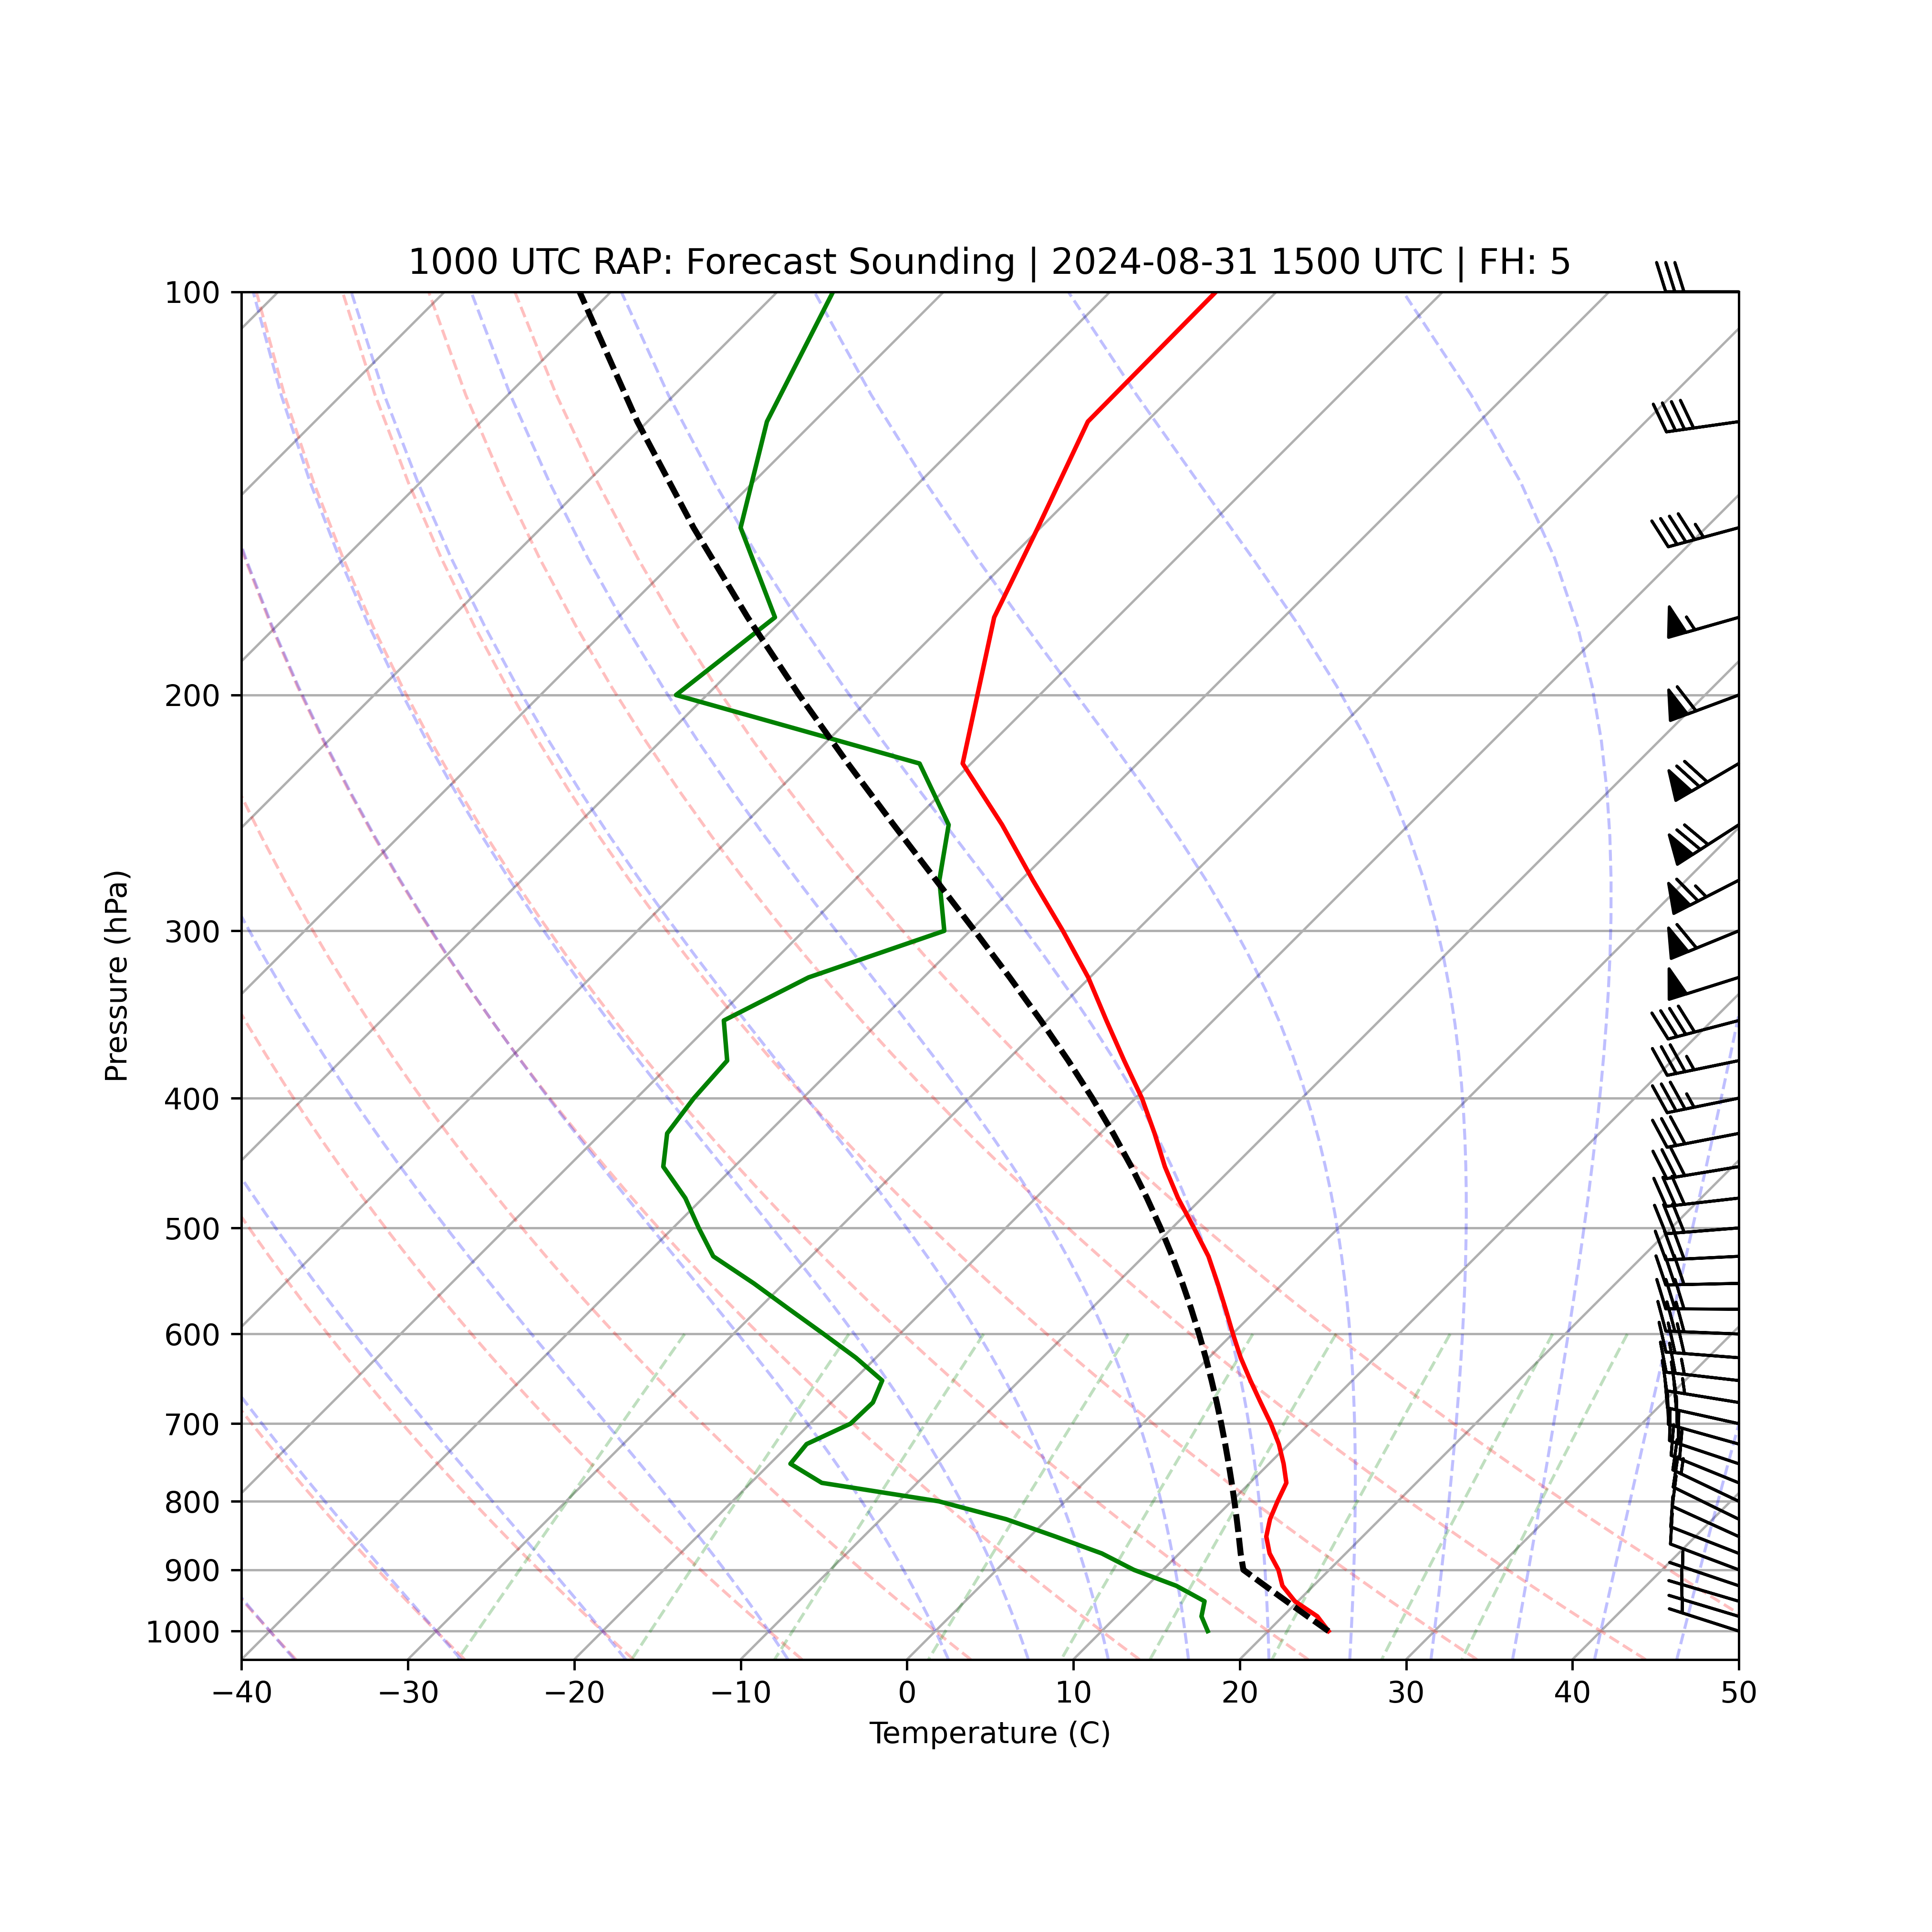 1000 UTC RAP: Forecast Sounding | 2024-08-31 1500 UTC | FH: 5
100
200
300
400
500
600
700
800
900
1000
Pressure (hPa)
−40 −30 −20 −10 0 10 20 30 40 50
Temperature (C)